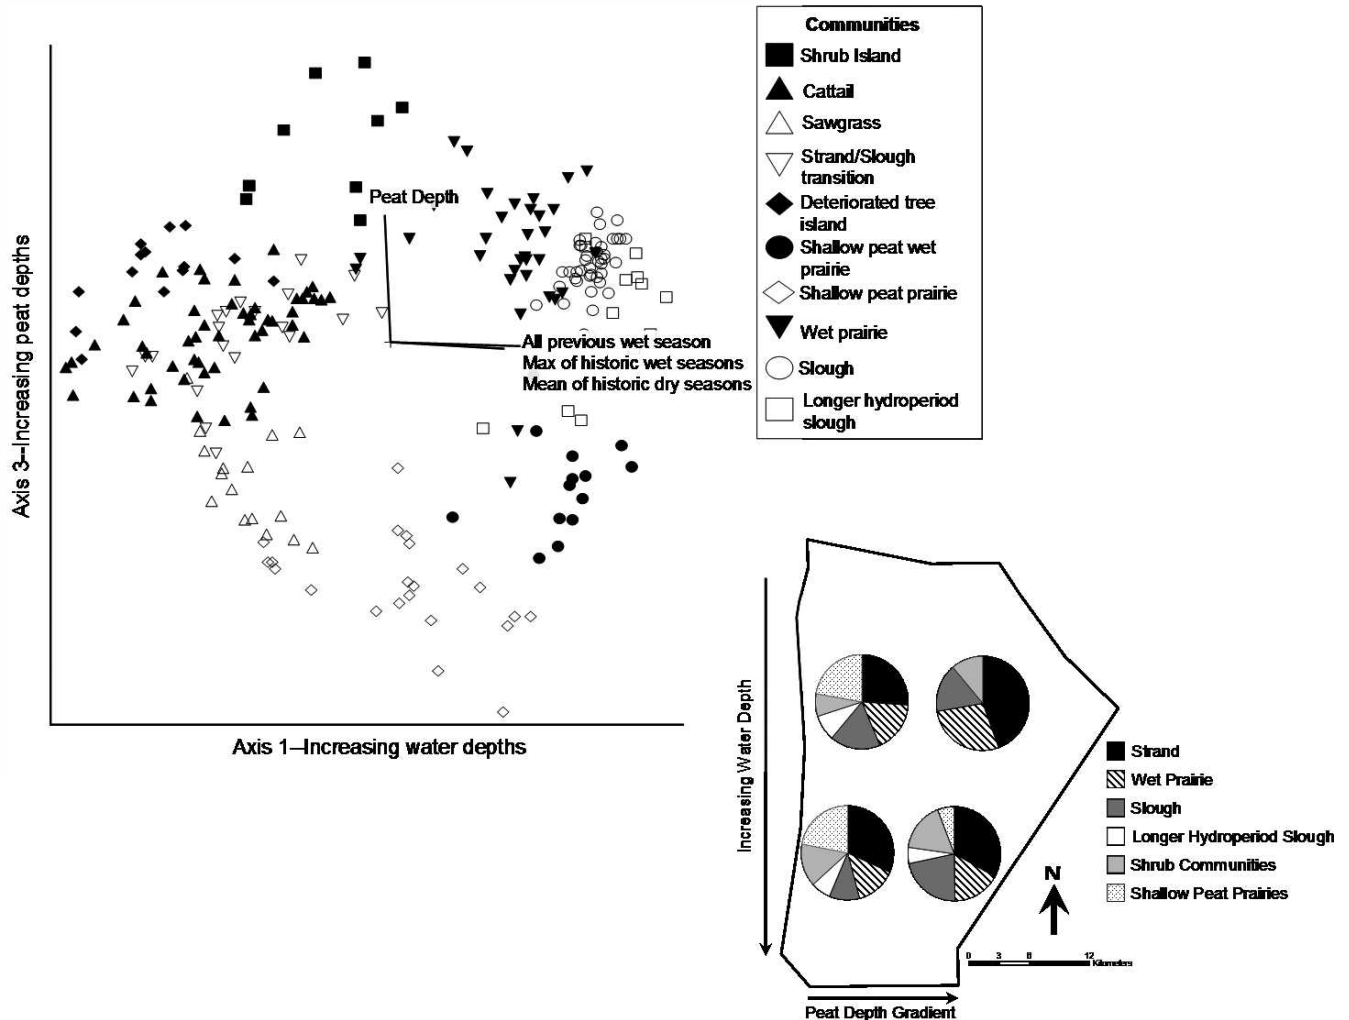 Communities
Shrub Island
Cattail
Sawgrass
Strand/Slough
transition
Deteriorated tree
island
Shallow peat wet
prairie
Shallow peat prairie
Wet prairie
Slough
Longer hydroperiod
slough
Peat Depth
All previous wet season
Max of historic wet seasons
Mean of historic dry seasons
Axis 3--Increasing peat depths
Axis 1--Increasing water depths
Increasing Water Depth
Strand
Wet Prairie
Slough
Longer Hydroperiod Slough
Shrub Communities
Shallow Peat Prairies
N
0 3 6 12
Kilometers
Peat Depth Gradient